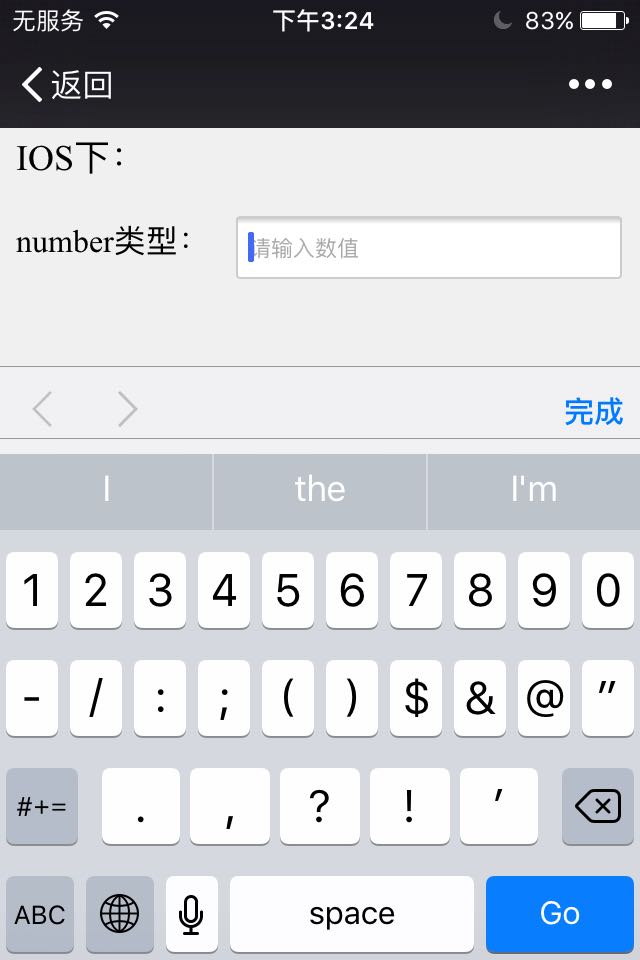 无服务 下午3:24 83%
返回 •••
IOS下：
number类型： 请输入数值
完成
I the I'm
1 2 3 4 5 6 7 8 9 0
- / : ; ( ) $ & @ "
#+= . , ? ! '
ABC space Go